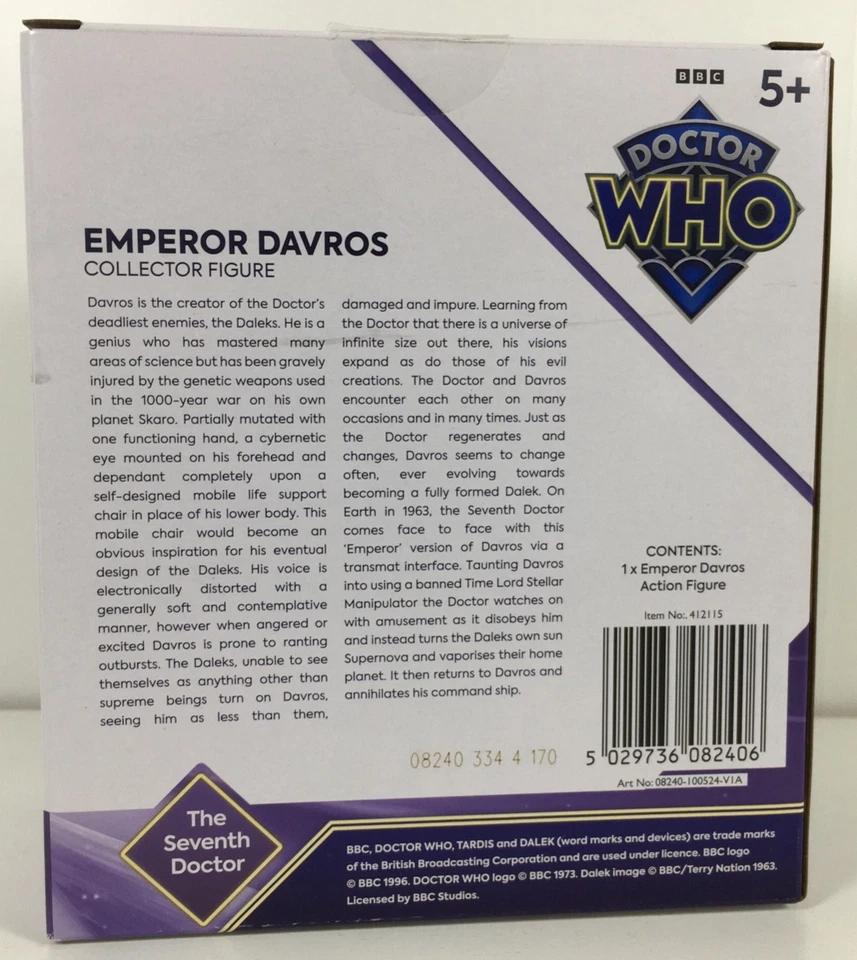 BBC
5+
DOCTOR
WHO
EMPEROR DAVROS
COLLECTOR FIGURE
Davros is the creator of the Doctor's
deadliest enemies, the Daleks. He is a
genius who has mastered many
areas of science but has been gravely
injured by the genetic weapons used
in the 1000-year war on his own
planet Skaro. Partially mutated with
one functioning hand, a cybernetic
eye mounted on his forehead and
dependant completely upon a
self-designed mobile life support
chair in place of his lower body. This
mobile chair would become an
obvious inspiration for his eventual
design of the Daleks. His voice is
electronically distorted with a
generally soft and contemplative
manner, however when angered or
excited Davros is prone to ranting
outbursts. The Daleks, unable to see
themselves as anything other than
supreme beings turn on Davros,
seeing him as less than them,
damaged and impure. Learning from
the Doctor that there is a universe of
infinite size out there, his visions
expand as do those of his evil
creations. The Doctor and Davros
encounter each other on many
occasions and in many times. Just as
the Doctor regenerates and
changes, Davros seems to change
often, ever evolving towards
becoming a fully formed Dalek. On
Earth in 1963, the Seventh Doctor
comes face to face with this
'Emperor' version of Davros via a
transmat interface. Taunting Davros
into using a banned Time Lord Stellar
Manipulator the Doctor watches on
with amusement as it disobeys him
and instead turns the Daleks own sun
Supernova and vaporises their home
planet. It then returns to Davros and
annihilates his command ship.
CONTENTS:
1 x Emperor Davros
Action Figure
Item No:. 412115
5 029736 082406
Art No: 08240-100524-V1A
08240 334 4 170
The
Seventh
Doctor
BBC, DOCTOR WHO, TARDIS and DALEK (word marks and devices) are trade marks
of the British Broadcasting Corporation and are used under licence. BBC logo
© BBC 1996. DOCTOR WHO logo © BBC 1973. Dalek image © BBC/Terry Nation 1963.
Licensed by BBC Studios.